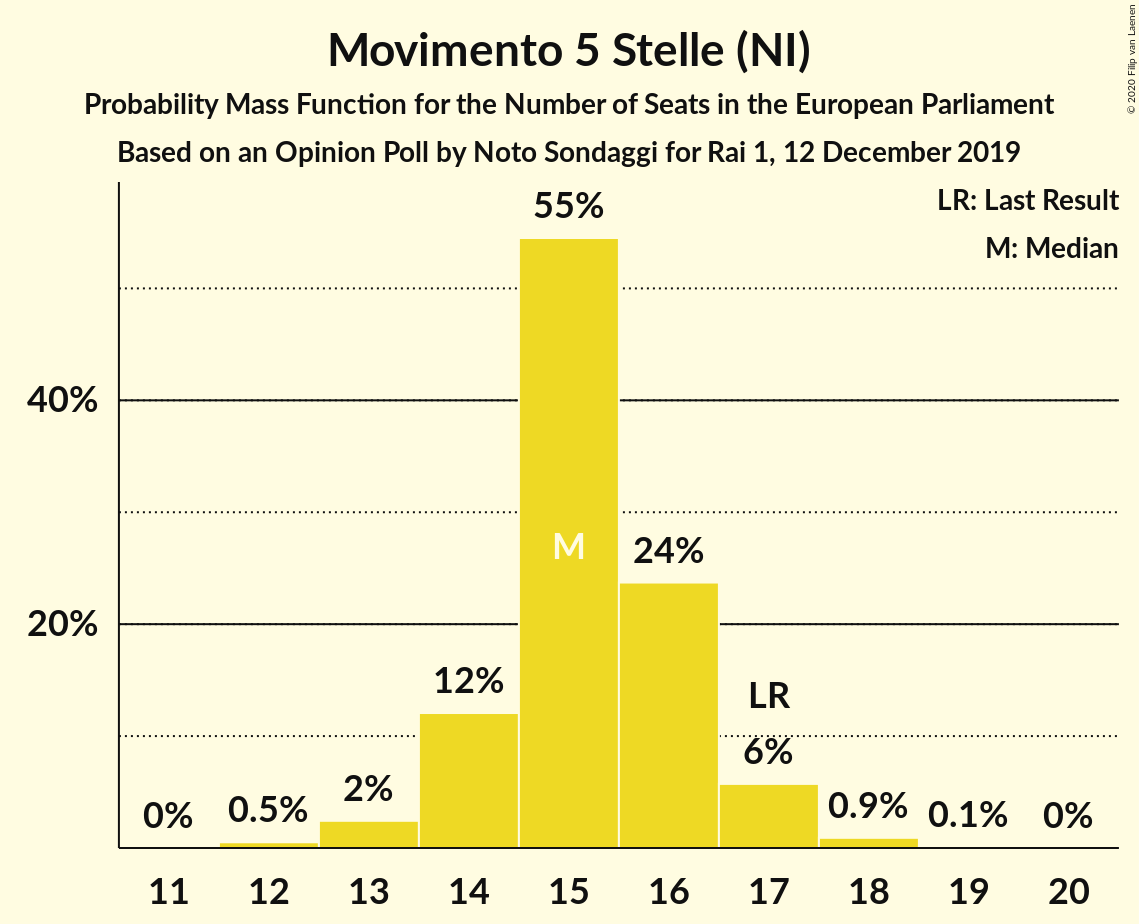 Movimento 5 Stelle (NI)
Probability Mass Function for the Number of Seats in the European Parliament
Based on an Opinion Poll by Noto Sondaggi for Rai 1, 12 December 2019
© 2020 Filip van Laenen
LR: Last Result
M: Median
55%
40%
M
24%
20%
12%
LR
6%
2%
0%
0.5%
0.9%
0.1%
0%
11 12 13 14 15 16 17 18 19 20